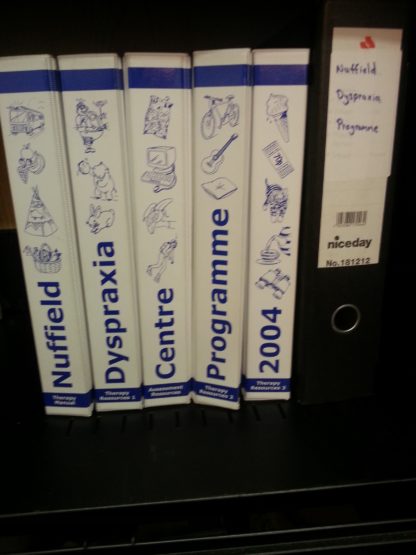 Nuffield
Therapy
Manual
Dyspraxia
Therapy
Resources 1
Centre
Assessment
Resources
Programme
Therapy
Resources 2
2004
Therapy
Resources 3
Nuffield
Dyspraxia
Programme
niceday
No.181212